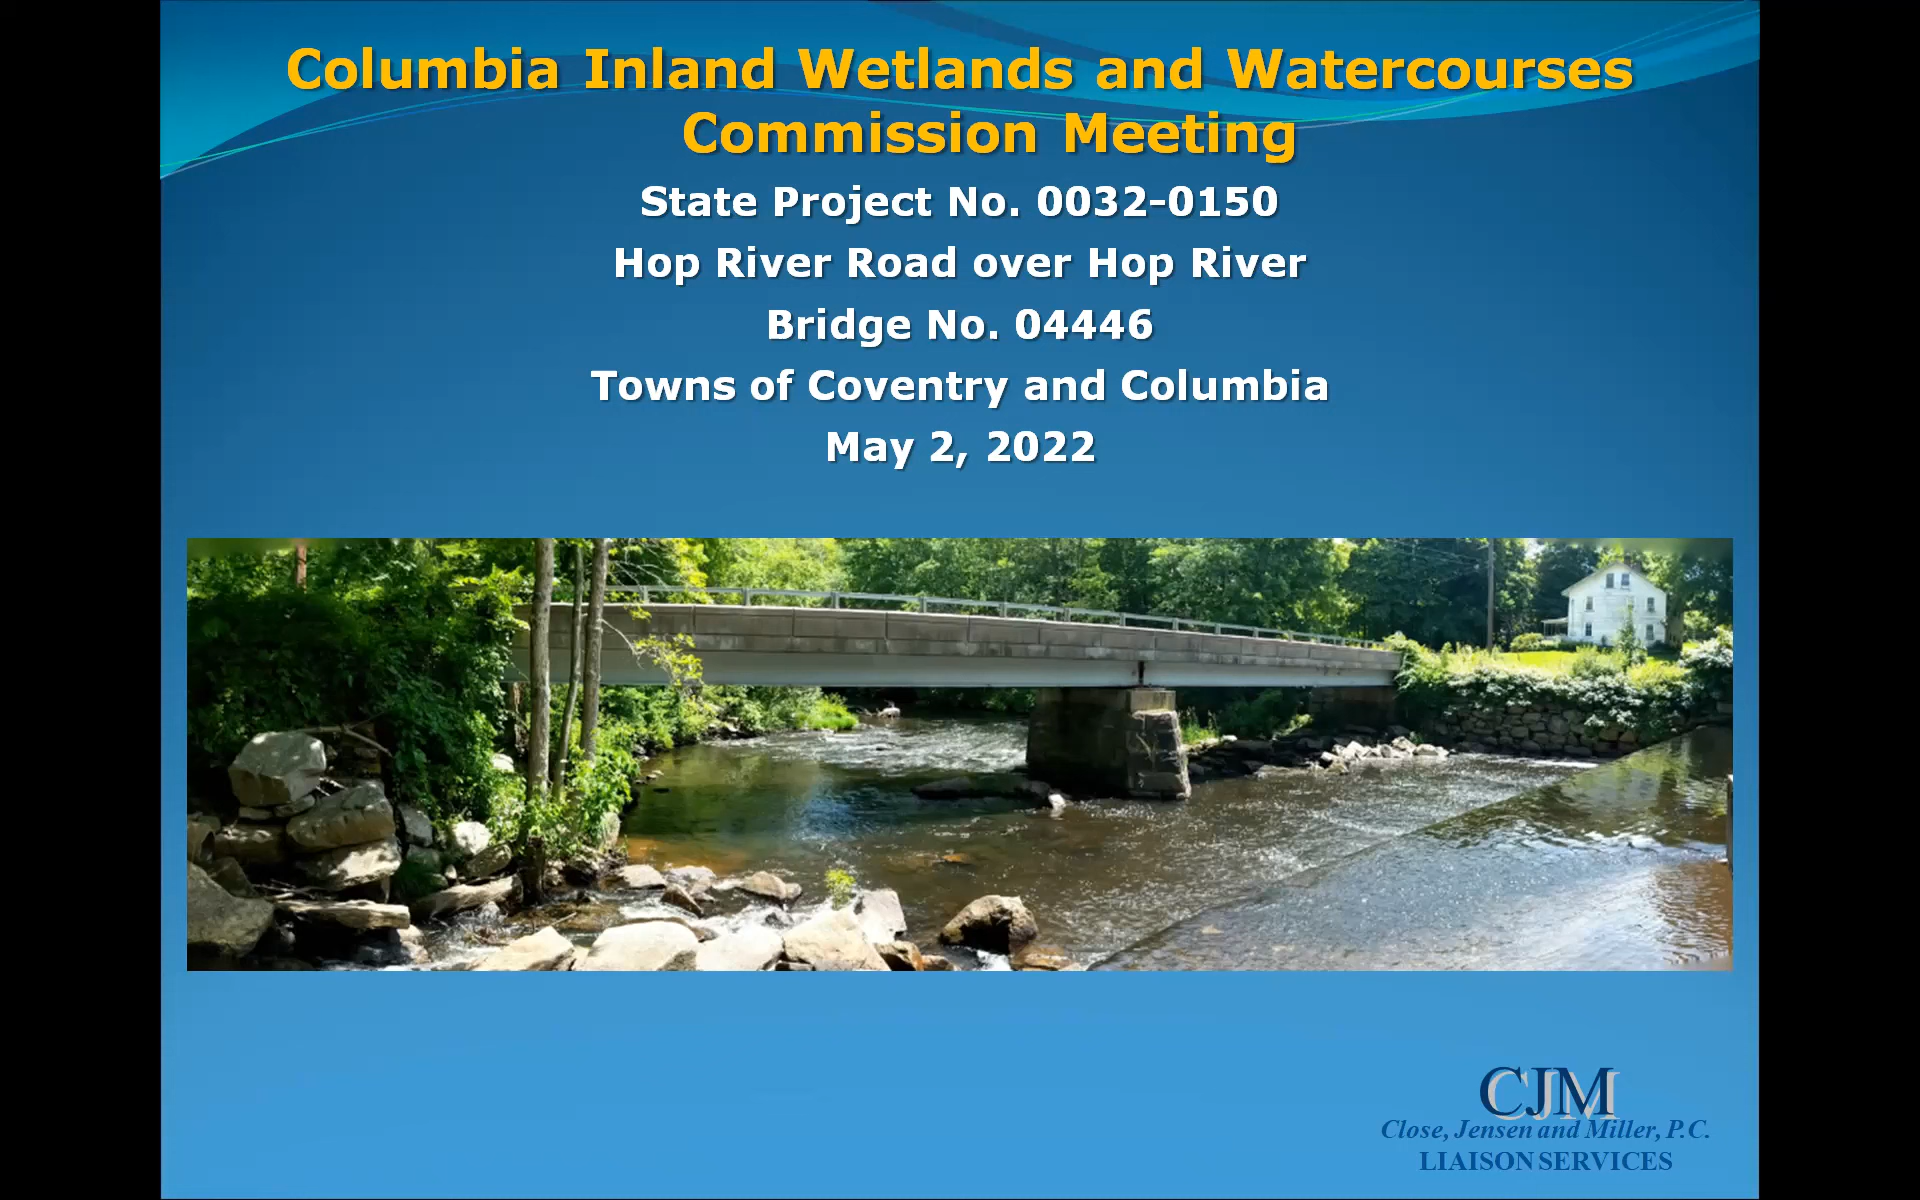 Columbia Inland Wetlands and Watercourses
Commission Meeting
State Project No. 0032-0150
Hop River Road over Hop River
Bridge No. 04446
Towns of Coventry and Columbia
May 2, 2022
CJM
Close, Jensen and Miller, P.C.
LIAISON SERVICES